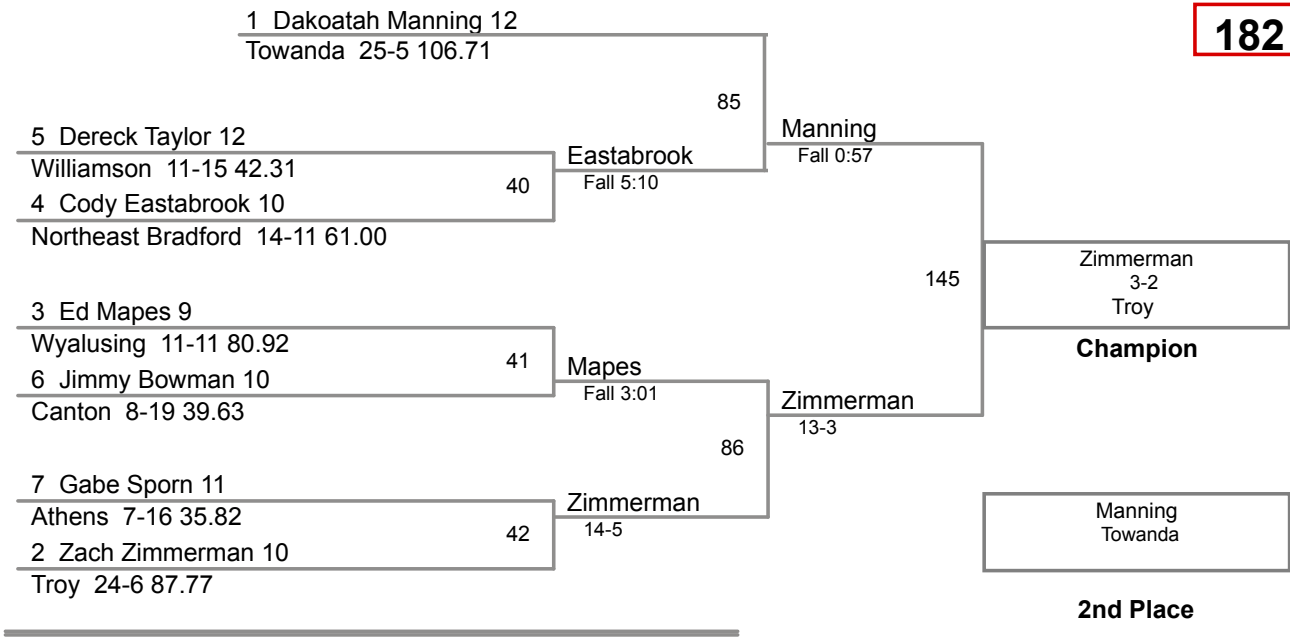 1 Dakoatah Manning 12
182
Towanda 25-5 106.71
85
5 Dereck Taylor 12
Manning
Williamson 11-15 42.31
Eastabrook
Fall 0:57
40
Fall 5:10
4 Cody Eastabrook 10
Northeast Bradford 14-11 61.00
Zimmerman
145
3-2
3 Ed Mapes 9
Troy
Wyalusing 11-11 80.92
Champion
41
Mapes
6 Jimmy Bowman 10
Fall 3:01
Zimmerman
Canton 8-19 39.63
13-3
86
7 Gabe Sporn 11
Zimmerman
Athens 7-16 35.82
Manning
42
14-5
Towanda
2 Zach Zimmerman 10
Troy 24-6 87.77
2nd Place